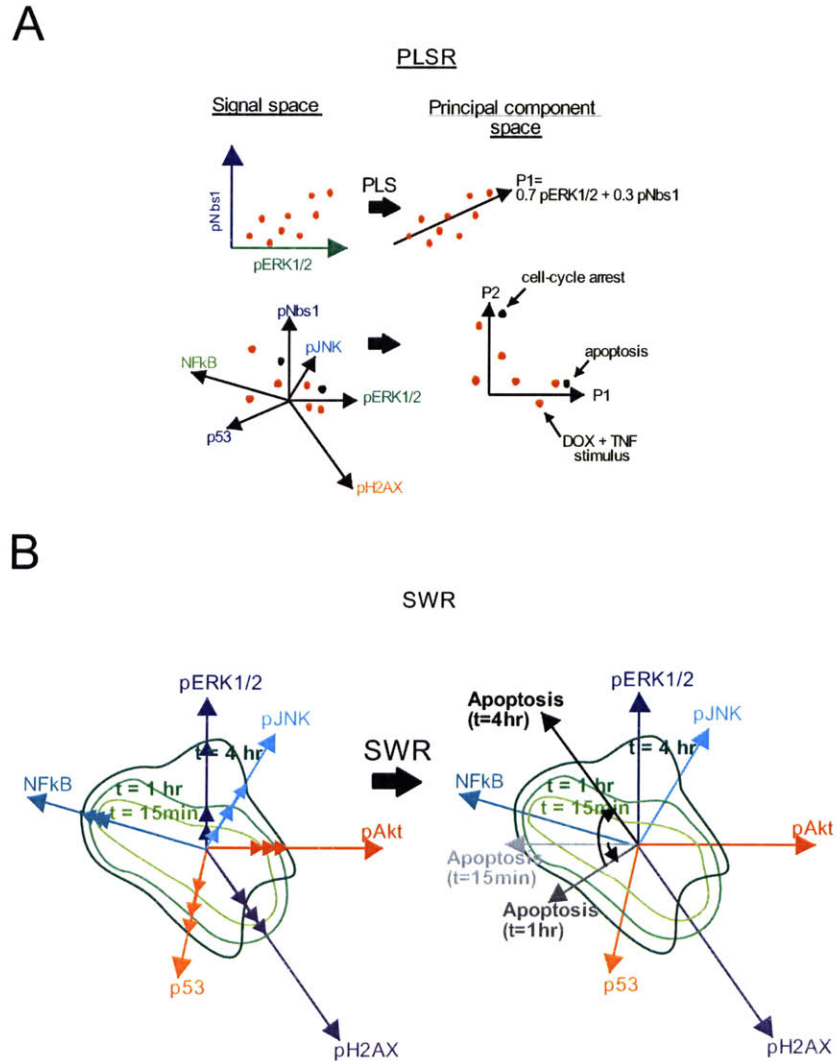 A
PLSR
Signal space
Principal component
space
pNbs1
pERK1/2
PLS
P1=
0.7 pERK1/2 + 0.3 pNbs1
pNbs1
NFkB
pJNK
pERK1/2
p53
pH2AX
P2
cell-cycle arrest
apoptosis
P1
DOX + TNF
stimulus
B
SWR
pERK1/2
pJNK
t = 4 hr
NFkB
t = 1 hr
t = 15min
pAkt
p53
pH2AX
SWR
pERK1/2
Apoptosis
(t=4hr)
pJNK
t = 4 hr
NFkB
t = 1 hr
t = 15min
pAkt
Apoptosis
(t=15min)
Apoptosis
(t=1hr)
p53
pH2AX